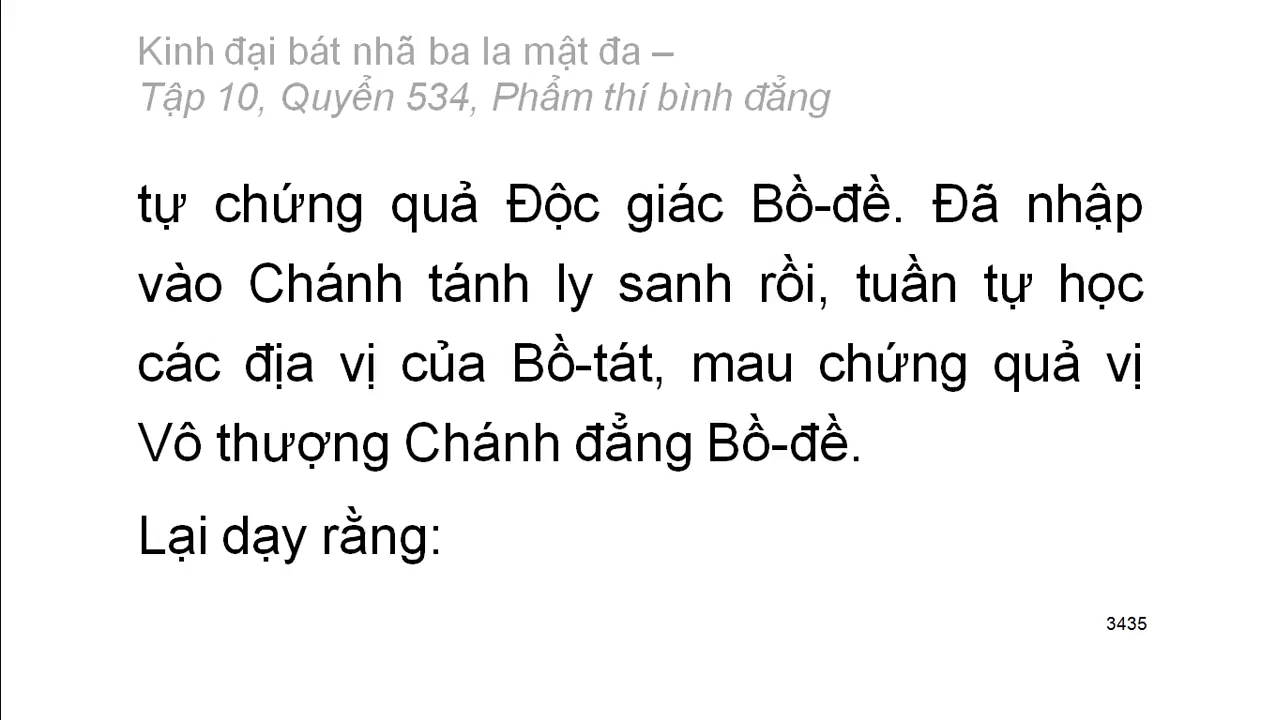 Kinh đại bát nhã ba la mật đa –
Tập 10, Quyển 534, Phẩm thí bình đẳng
tự chứng quả Độc giác Bồ-đề. Đã nhập
vào Chánh tánh ly sanh rồi, tuần tự học
các địa vị của Bồ-tát, mau chứng quả vị
Vô thượng Chánh đẳng Bồ-đề.
Lại dạy rằng:
3435